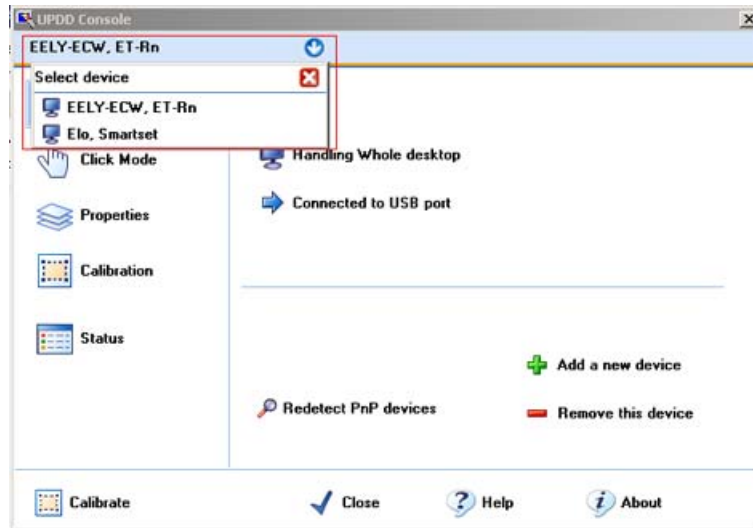 UPDD Console
EELY-ECW, ET-Rn
Select device
EELY-ECW, ET-Rn
Elo, Smartset
Click Mode
Handling Whole desktop
Properties
Connected to USB port
Calibration
Status
Add a new device
Redetect PnP devices
Remove this device
Calibrate
Close
Help
About